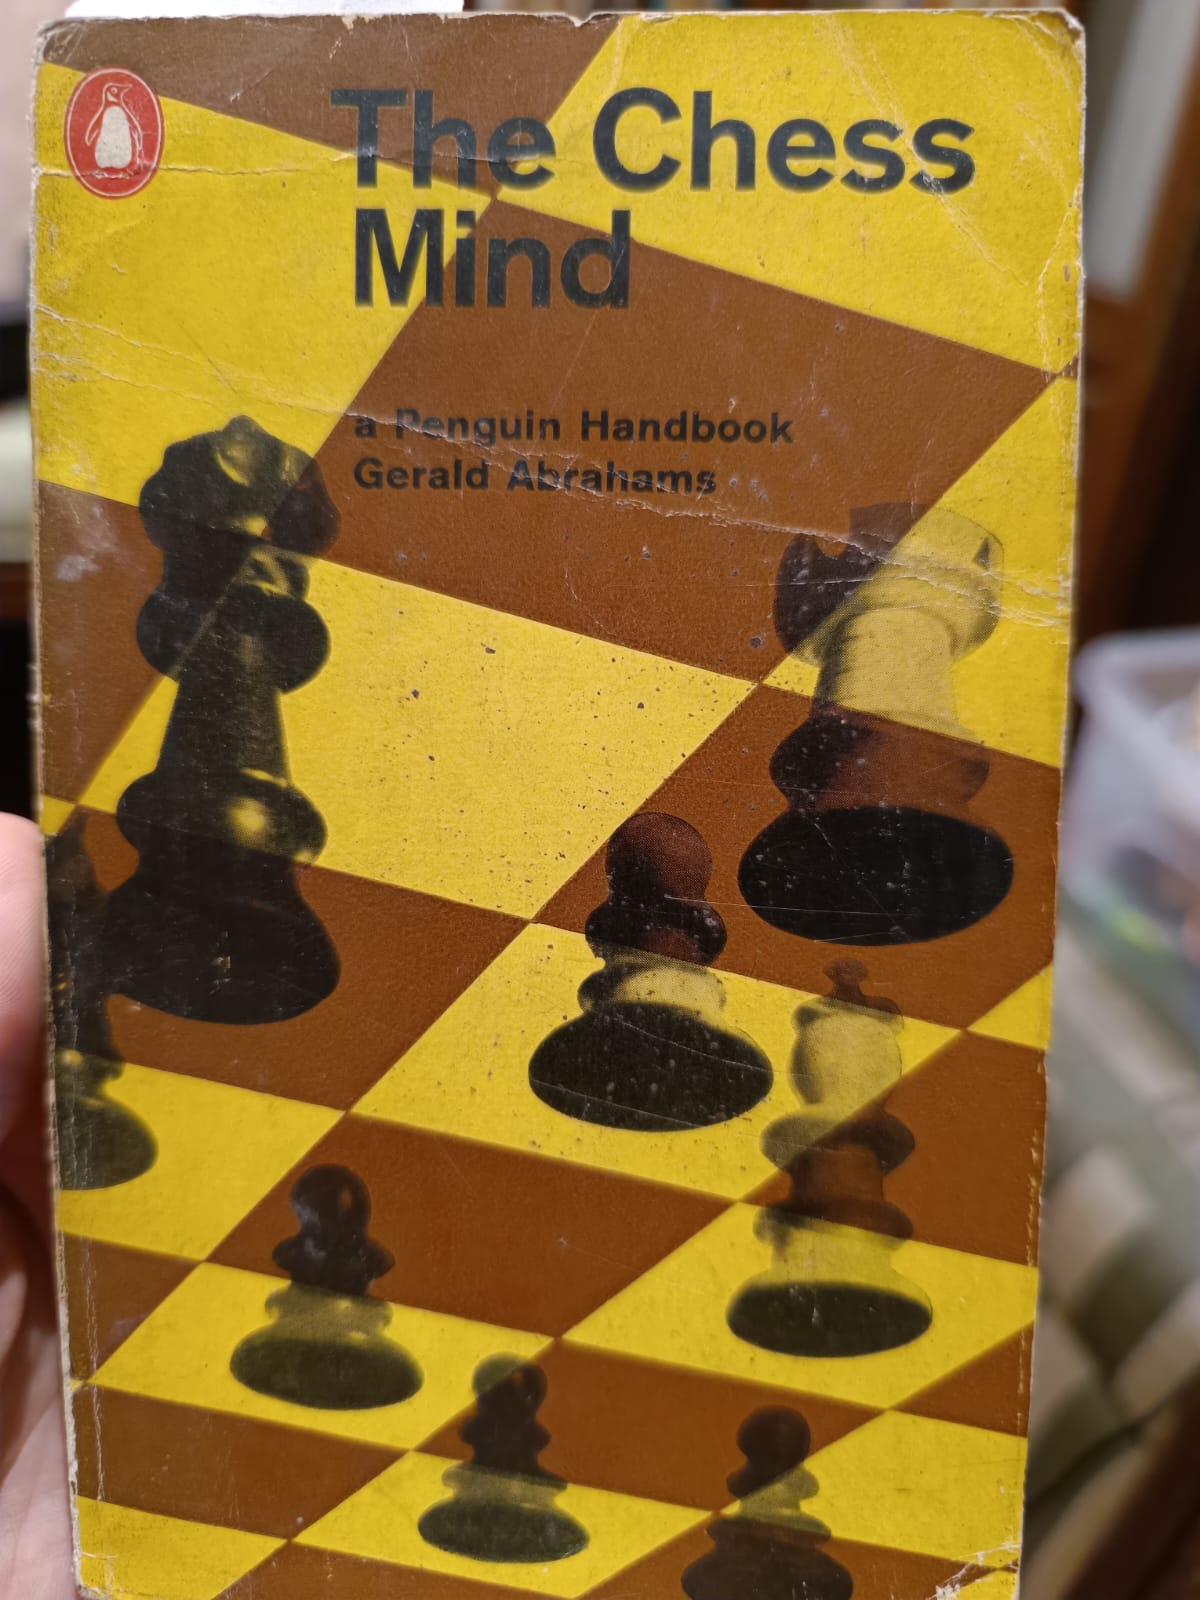 The Chess
Mind
a Penguin Handbook
Gerald Abrahams